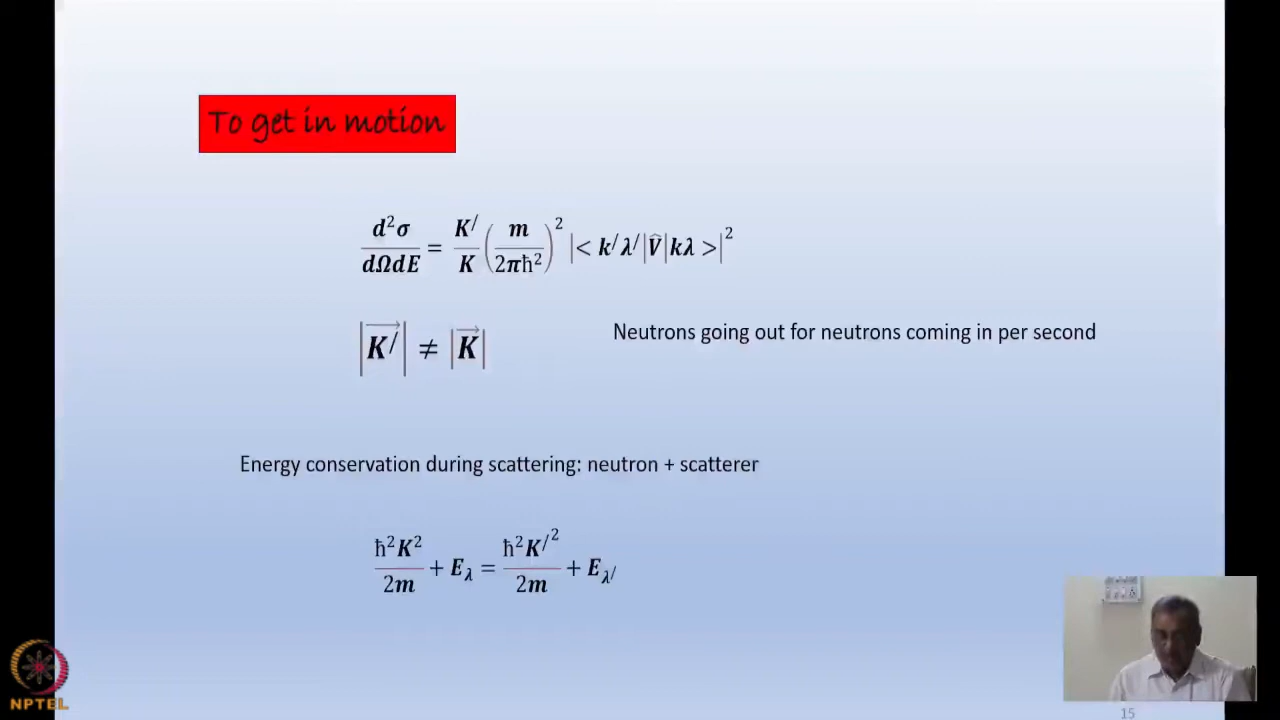 To get in motion
d²σ/dΩdE = K′/K (m/2πħ²)² |< k′λ′|V̂|kλ >|²
|K⃗′| ≠ |K⃗|
Neutrons going out for neutrons coming in per second
Energy conservation during scattering: neutron + scatterer
ħ²K²/2m + E_λ = ħ²K′²/2m + E_λ′
NPTEL
15